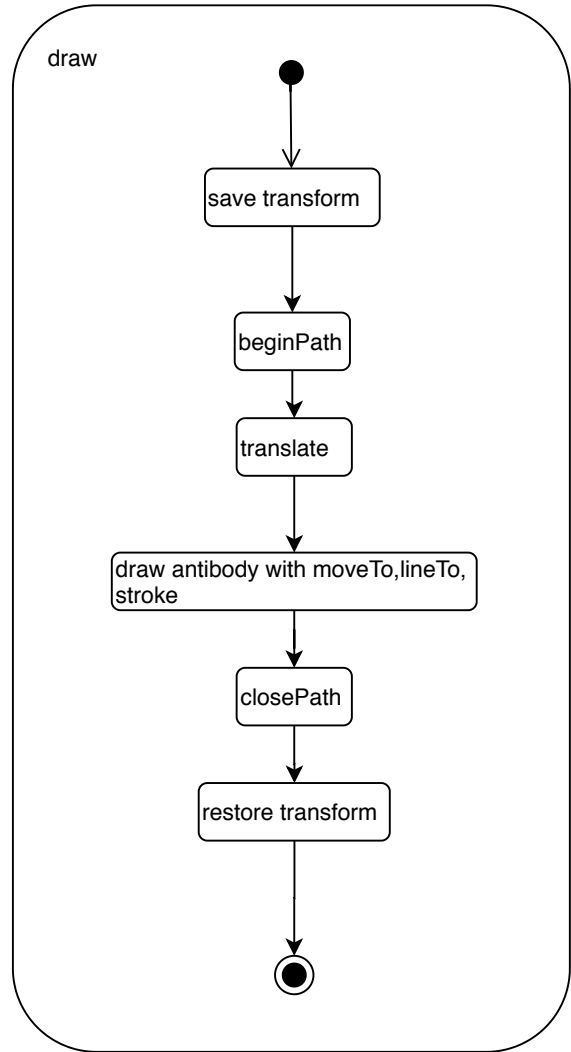 draw
save transform
beginPath
translate
draw antibody with moveTo,lineTo,
stroke
closePath
restore transform